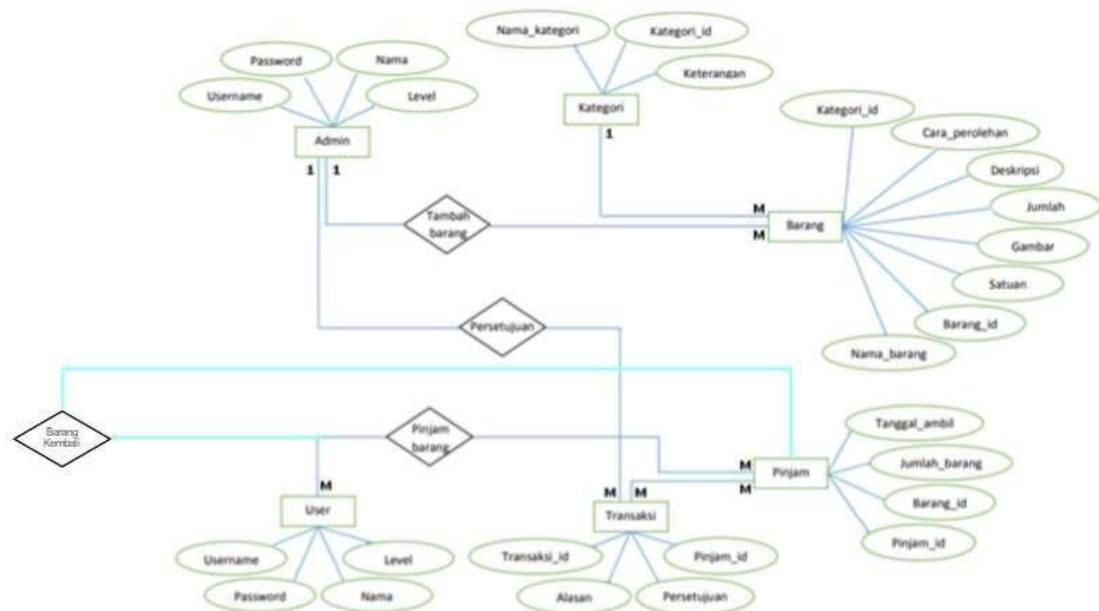 Nama_kategori
Kategori_id
Keterangan
Kategori
1
Password
Nama
Username
Level
Admin
1 1
Kategori_id
Cara_perolehan
Deskripsi
Jumlah
Gambar
Satuan
Barang_id
Nama_barang
M
Barang
M
Tambah
barang
Persetujuan
Barang
Kembali
Pinjam
barang
M
Pinjam
M
Tanggal_ambil
Jumlah_barang
Barang_id
Pinjam_id
M
User
Username
Level
Password
Nama
M M
Transaksi
Transaksi_id
Pinjam_id
Alasan
Persetujuan